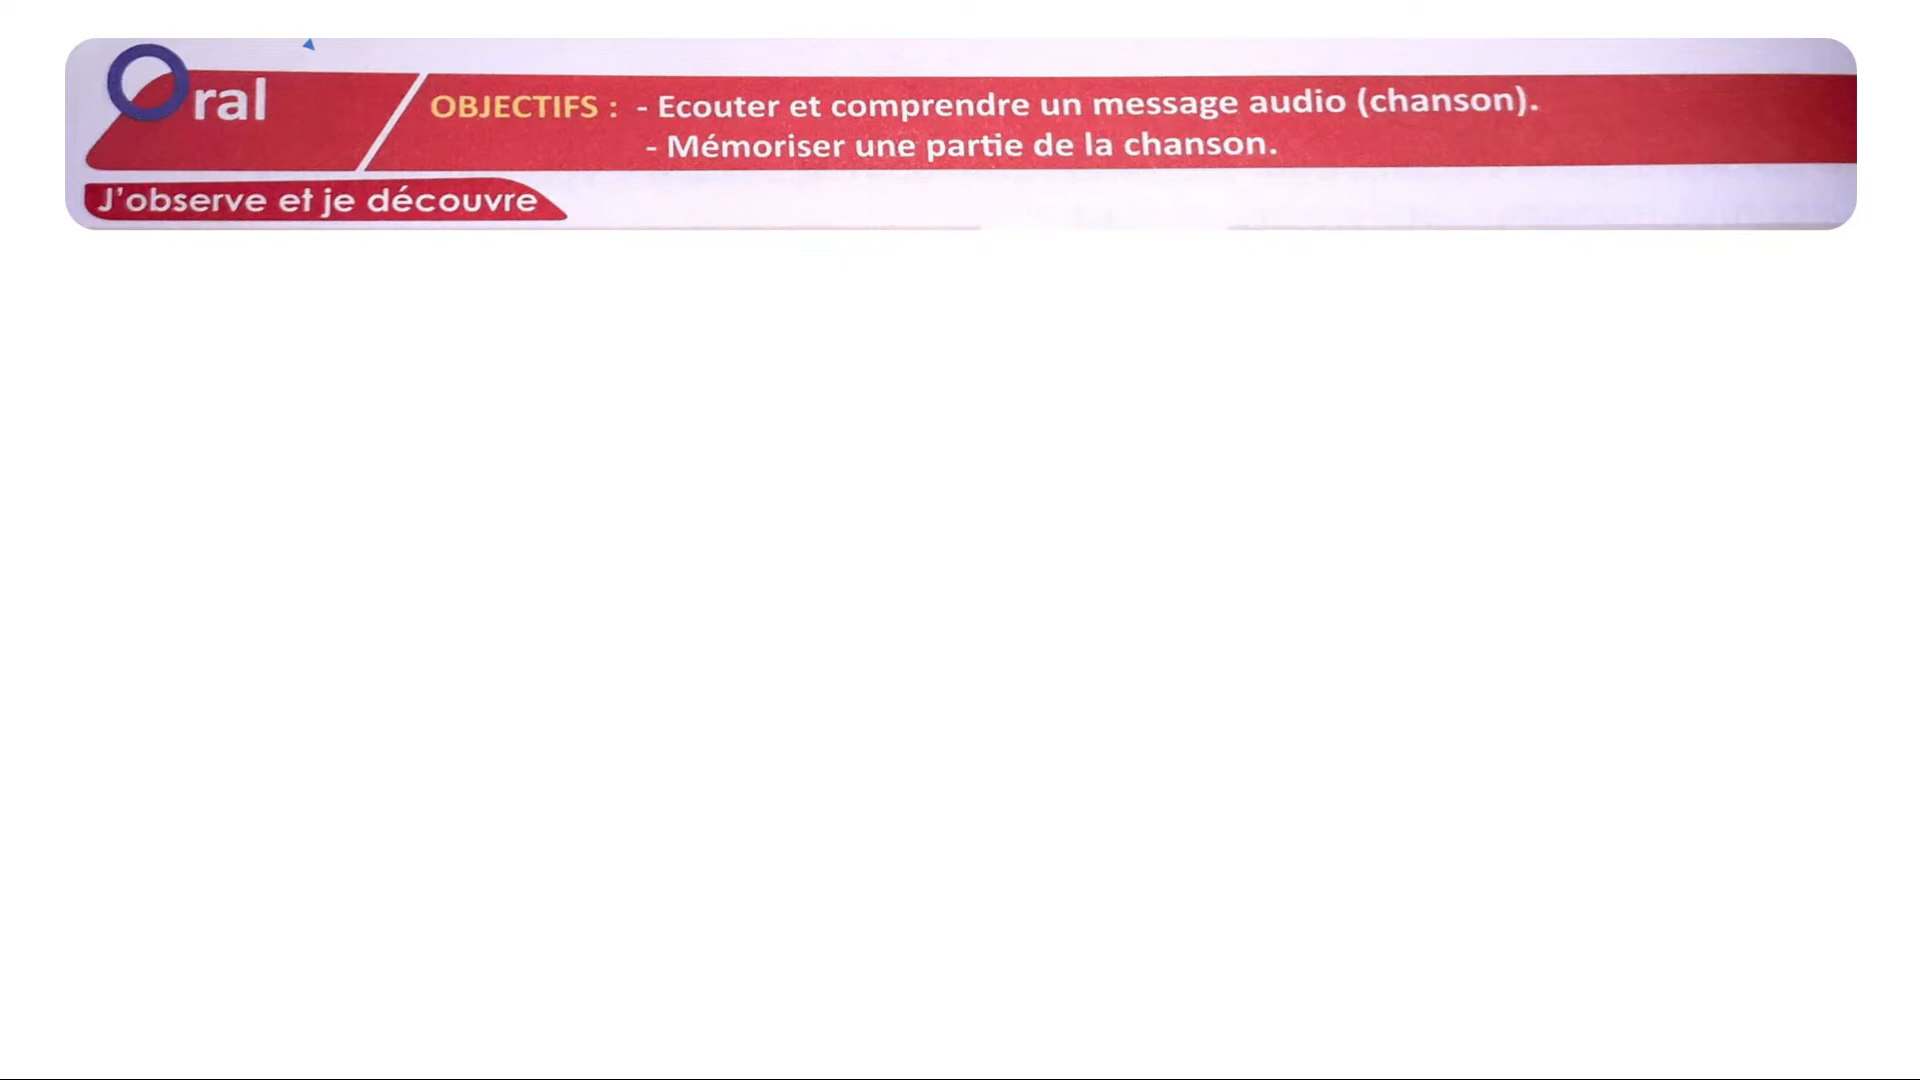 Oral
OBJECTIFS : - Ecouter et comprendre un message audio (chanson).
- Mémoriser une partie de la chanson.
J'observe et je découvre